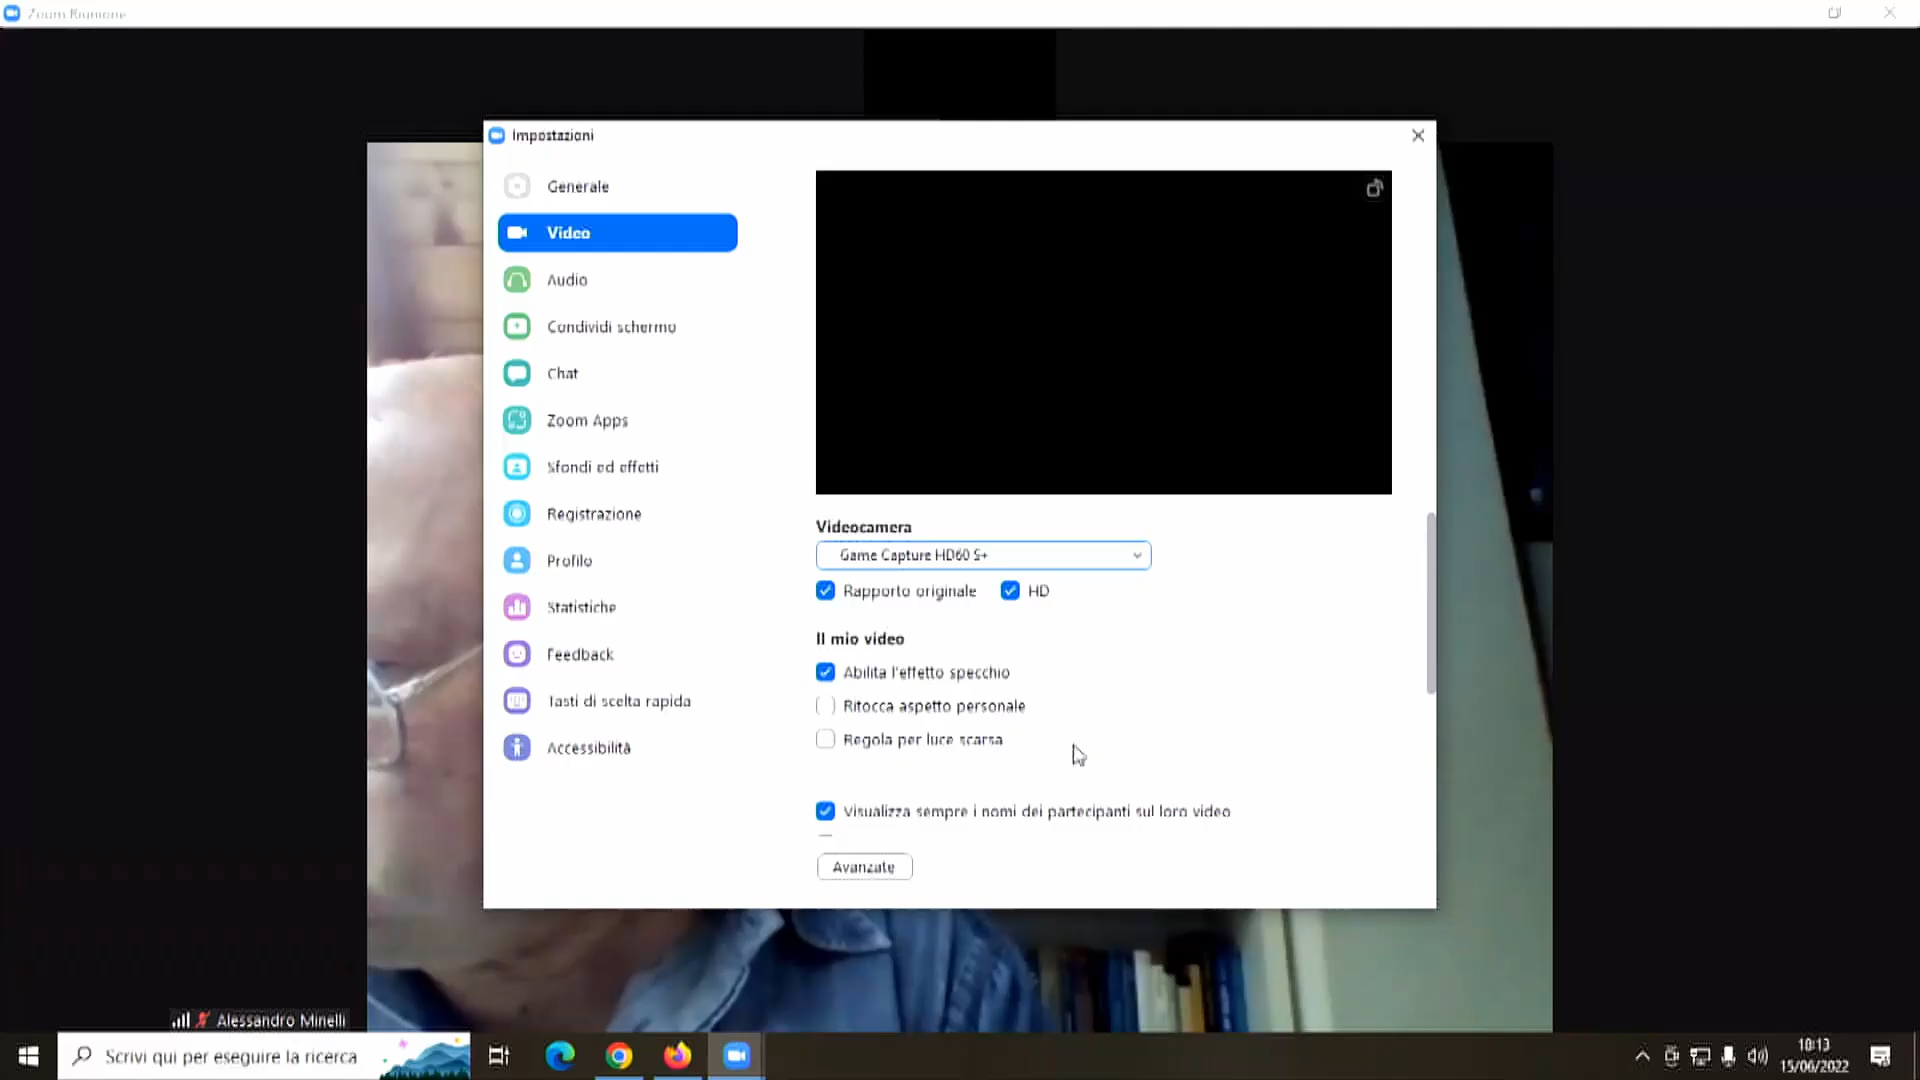 Zoom Riunione
Impostazioni
Generale
Video
Audio
Condividi schermo
Chat
Zoom Apps
Sfondi ed effetti
Registrazione
Profilo
Statistiche
Feedback
Tasti di scelta rapida
Accessibilità
Videocamera
Game Capture HD60 S+
Rapporto originale HD
Il mio video
Abilita l'effetto specchio
Ritocca aspetto personale
Regola per luce scarsa
Visualizza sempre i nomi dei partecipanti sul loro video
Avanzate
Alessandro Minelli
Scrivi qui per eseguire la ricerca
10:13
15/06/2022